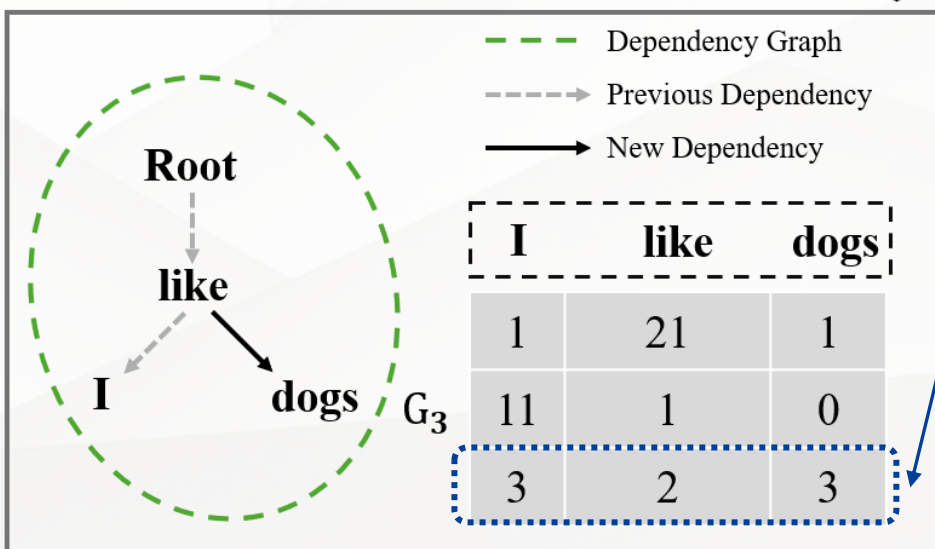 Dependency Graph
Previous Dependency
New Dependency
Root
like
I
dogs
G₃
I like dogs
1 21 1
11 1 0
3 2 3